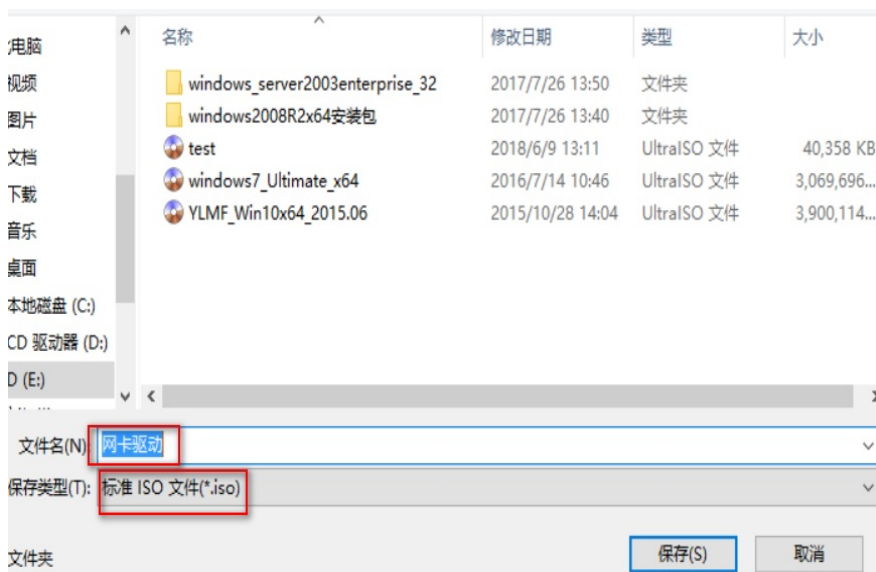 名称 修改日期 类型 大小
电脑
视频
图片
文档
下载
音乐
桌面
本地磁盘 (C:)
CD 驱动器 (D:)
D (E:)
windows_server2003enterprise_32 2017/7/26 13:50 文件夹
windows2008R2x64安装包 2017/7/26 13:40 文件夹
test 2018/6/9 13:11 UltraISO 文件 40,358 KB
windows7_Ultimate_x64 2016/7/14 10:46 UltraISO 文件 3,069,696...
YLMF_Win10x64_2015.06 2015/10/28 14:04 UltraISO 文件 3,900,114...
文件名(N) 网卡驱动
保存类型(T): 标准 ISO 文件(*.iso)
文件夹 保存(S) 取消